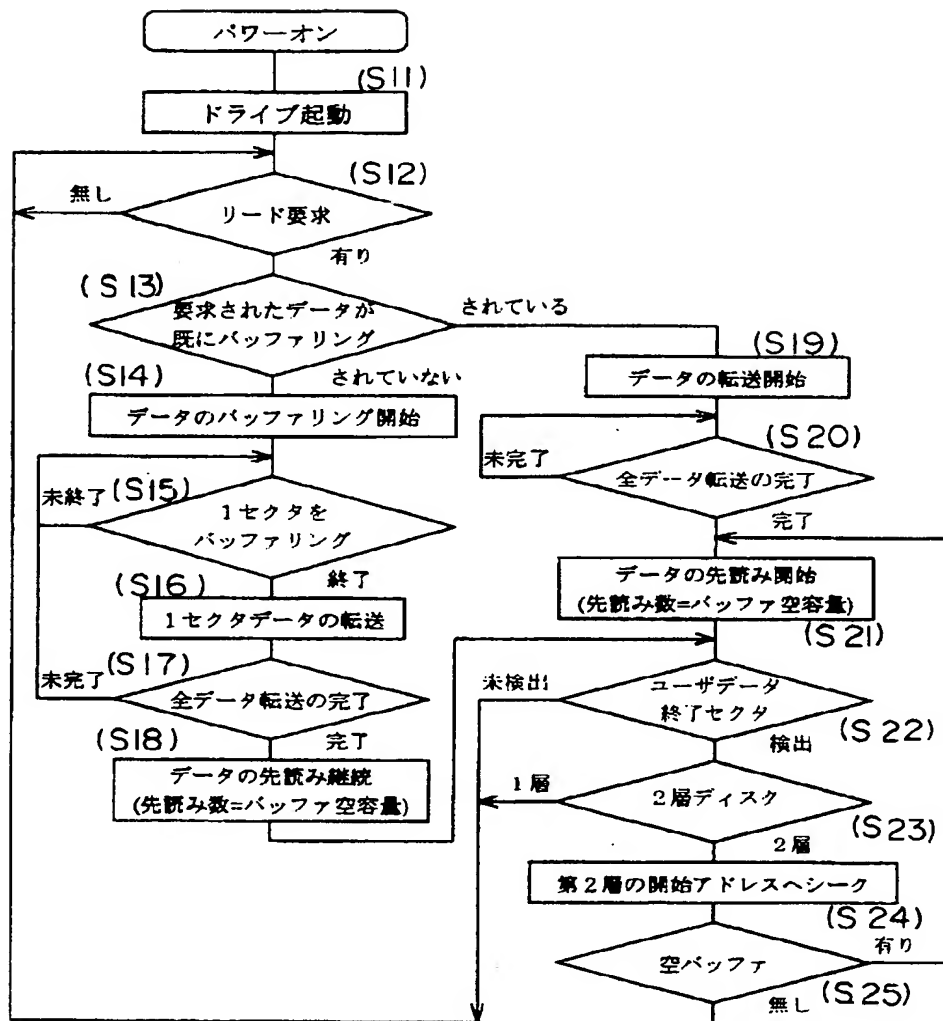 パワーオン
(S11)
ドライブ起動
(S12)
無し
リード要求
有り
(S13)
要求されたデータが
既にバッファリング
されている
されていない
(S14)
データのバッファリング開始
(S15)
未終了
1セクタを
バッファリング
終了
(S16)
1セクタデータの転送
(S17)
未完了
全データ転送の完了
完了
(S18)
データの先読み継続
(先読み数=バッファ空容量)
(S19)
データの転送開始
(S20)
未完了
全データ転送の完了
完了
データの先読み開始
(先読み数=バッファ空容量)
(S21)
未検出
ユーザデータ
終了セクタ
(S22)
検出
1層
2層ディスク
(S23)
2層
第2層の開始アドレスへシーク
(S24)
有り
空バッファ
(S25)
無し